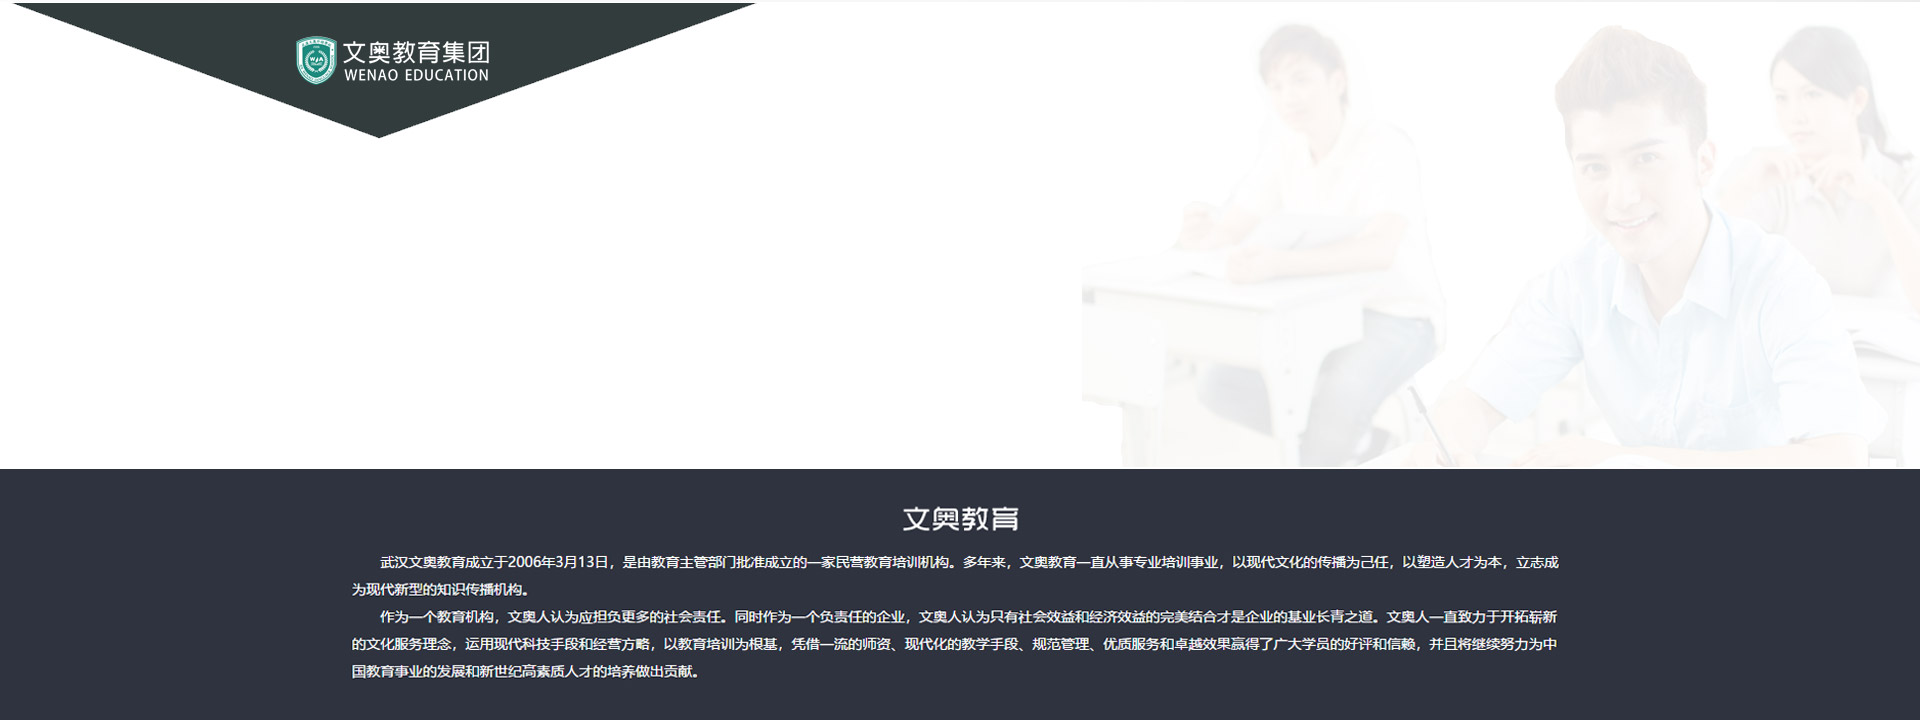 文奥教育集团
WENAO EDUCATION
WJA
文奥教育
武汉文奥教育成立于2006年3月13日，是由教育主管部门批准成立的一家民营教育培训机构。多年来，文奥教育一直从事专业培训事业，以现代文化的传播为己任，以塑造人才为本，立志成
为现代新型的知识传播机构。
作为一个教育机构，文奥人认为应担负更多的社会责任。同时作为一个负责任的企业，文奥人认为只有社会效益和经济效益的完美结合才是企业的基业长青之道。文奥人一直致力于开拓崭新
的文化服务理念，运用现代科技手段和经营方略，以教育培训为根基，凭借一流的师资、现代化的教学手段、规范管理、优质服务和卓越效果赢得了广大学员的好评和信赖，并且将继续努力为中
国教育事业的发展和新世纪高素质人才的培养做出贡献。